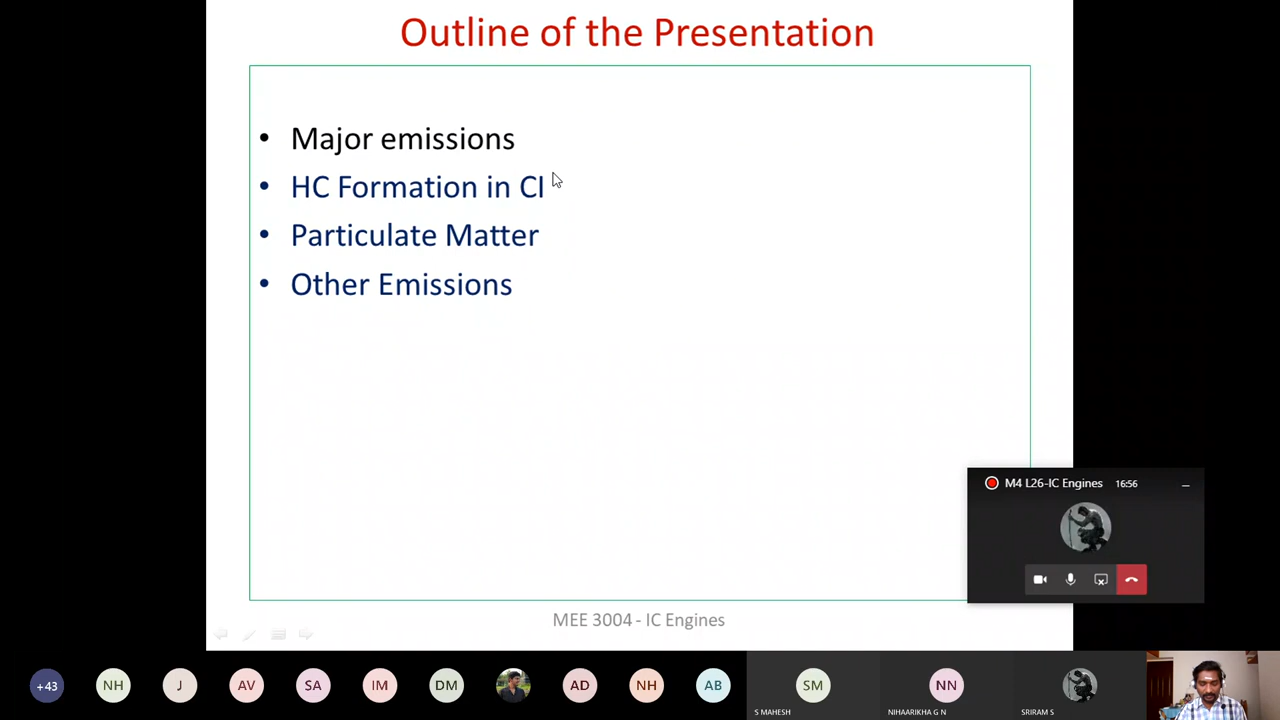 Outline of the Presentation
• Major emissions
• HC Formation in CI
• Particulate Matter
• Other Emissions
M4 L26-IC Engines 16:56
MEE 3004 - IC Engines
+43 NH J AV SA IM DM AD NH AB SM NN
S MAHESH NIHAARIKHA G N SRIRAM S